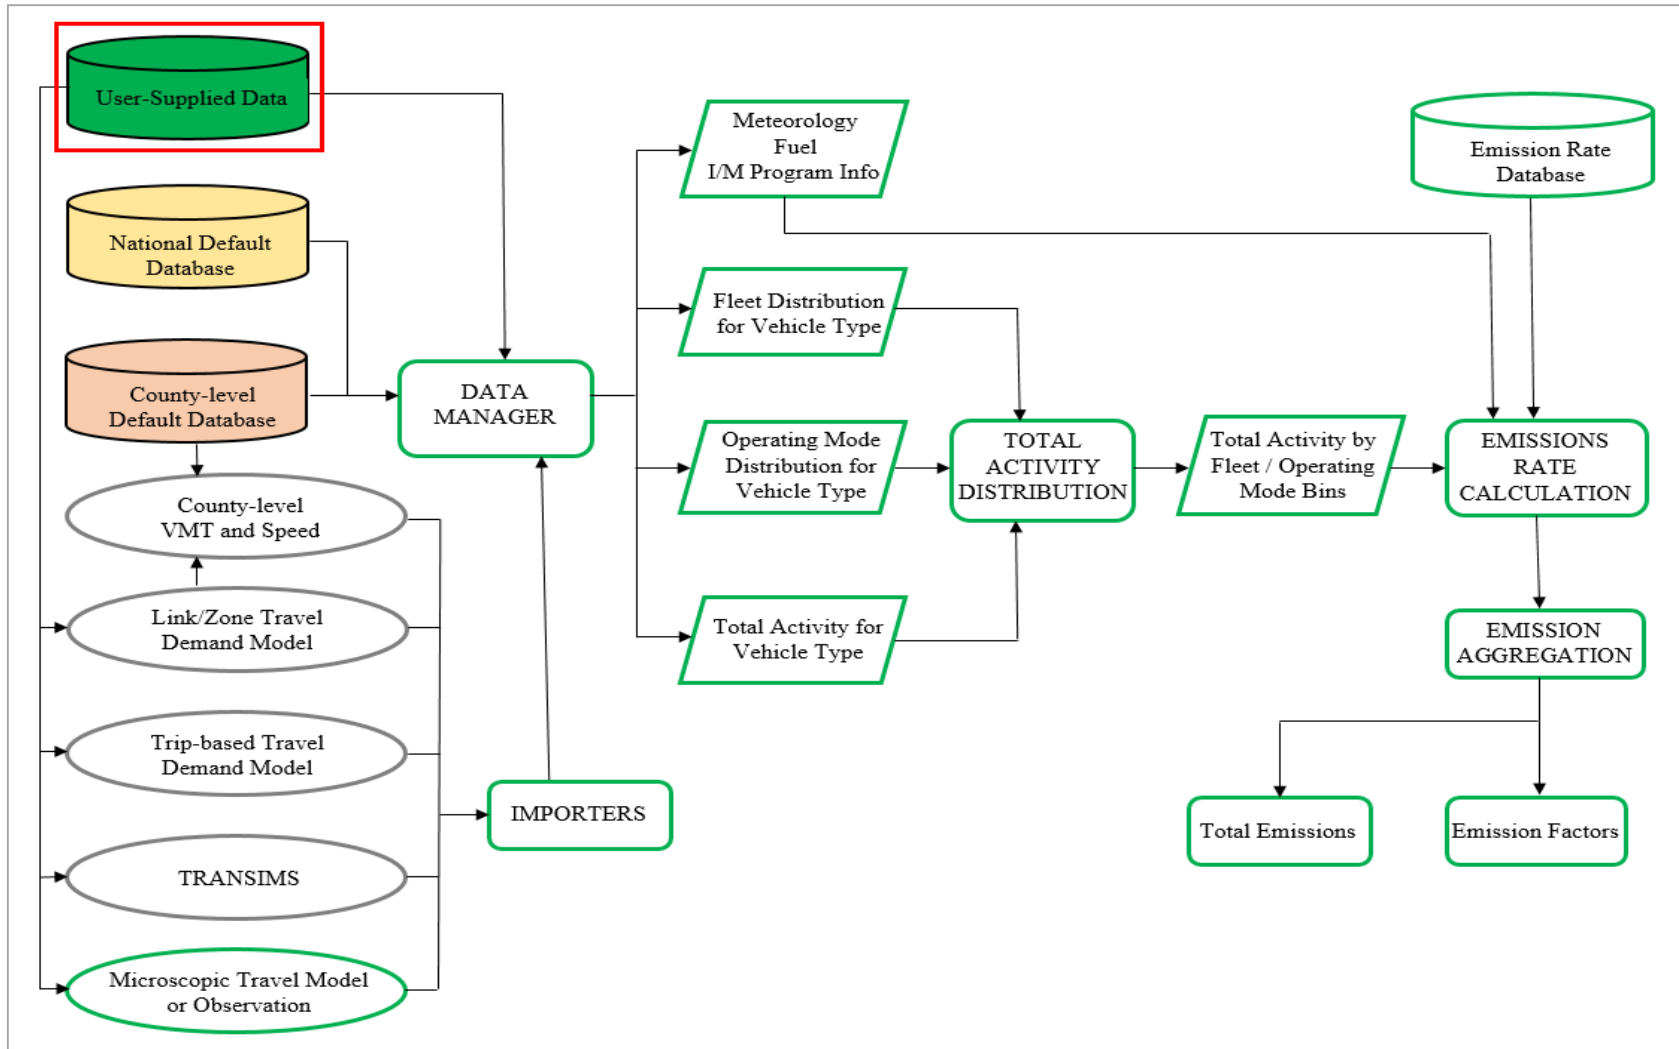 User-Supplied Data
National Default
Database
County-level
Default Database
County-level
VMT and Speed
Link/Zone Travel
Demand Model
Trip-based Travel
Demand Model
TRANSIMS
Microscopic Travel Model
or Observation
DATA
MANAGER
IMPORTERS
Meteorology
Fuel
I/M Program Info
Fleet Distribution
for Vehicle Type
Operating Mode
Distribution for
Vehicle Type
Total Activity for
Vehicle Type
TOTAL
ACTIVITY
DISTRIBUTION
Total Activity by
Fleet / Operating
Mode Bins
Emission Rate
Database
EMISSIONS
RATE
CALCULATION
EMISSION
AGGREGATION
Total Emissions
Emission Factors